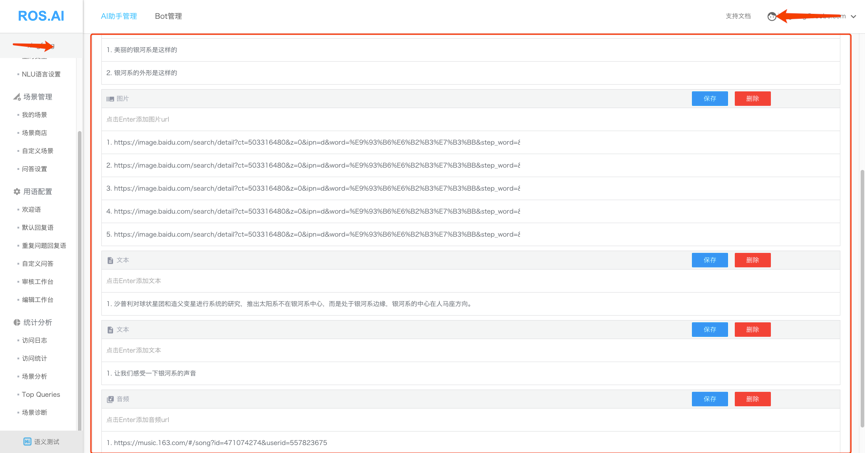 ROS.AI
AI助手管理
Bot管理
支持文档
NLU语言设置
场景管理
我的场景
场景商店
自定义场景
问答设置
用语配置
欢迎语
默认回复语
重复问题回复语
自定义问答
审核工作台
编辑工作台
统计分析
访问日志
访问统计
场景分析
Top Queries
场景诊断
语义测试
1. 美丽的银河系是这样的
2. 银河系的外形是这样的
图片 保存 删除
点击Enter添加图片url
1. https://image.baidu.com/search/detail?ct=503316480&z=0&ipn=d&word=%E9%93%B6%E6%B2%B3%E7%B3%BB&step_word=&
2. https://image.baidu.com/search/detail?ct=503316480&z=0&ipn=d&word=%E9%93%B6%E6%B2%B3%E7%B3%BB&step_word=&
3. https://image.baidu.com/search/detail?ct=503316480&z=0&ipn=d&word=%E9%93%B6%E6%B2%B3%E7%B3%BB&step_word=&
4. https://image.baidu.com/search/detail?ct=503316480&z=0&ipn=d&word=%E9%93%B6%E6%B2%B3%E7%B3%BB&step_word=&
5. https://image.baidu.com/search/detail?ct=503316480&z=0&ipn=d&word=%E9%93%B6%E6%B2%B3%E7%B3%BB&step_word=&
文本 保存 删除
点击Enter添加文本
1. 沙普利对球状星团和造父变星进行系统的研究，推出太阳系不在银河系中心，而是处于银河系边缘，银河系的中心在人马座方向。
文本 保存 删除
点击Enter添加文本
1. 让我们感受一下银河系的声音
音频 保存 删除
点击Enter添加音频url
1. https://music.163.com/#/song?id=471074274&userid=557823675